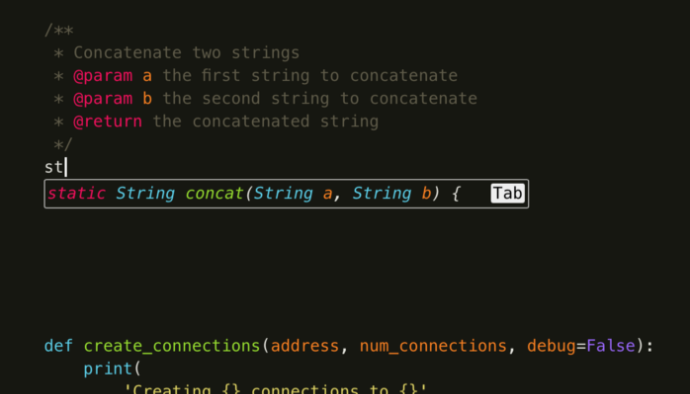 /**
* Concatenate two strings
* @param a the first string to concatenate
* @param b the second string to concatenate
* @return the concatenated string
*/
st
static String concat(String a, String b) { Tab
def create_connections(address, num_connections, debug=False):
print(
'Creating {} connections to {}'